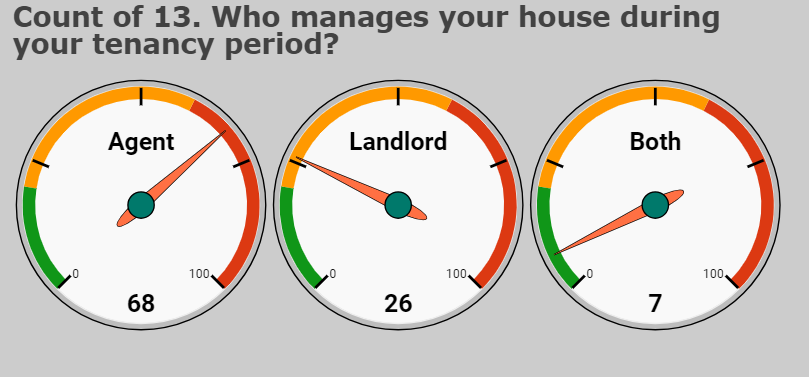 Count of 13. Who manages your house during
your tenancy period?
Agent
Landlord
Both
0
100
0
100
0
100
68
26
7